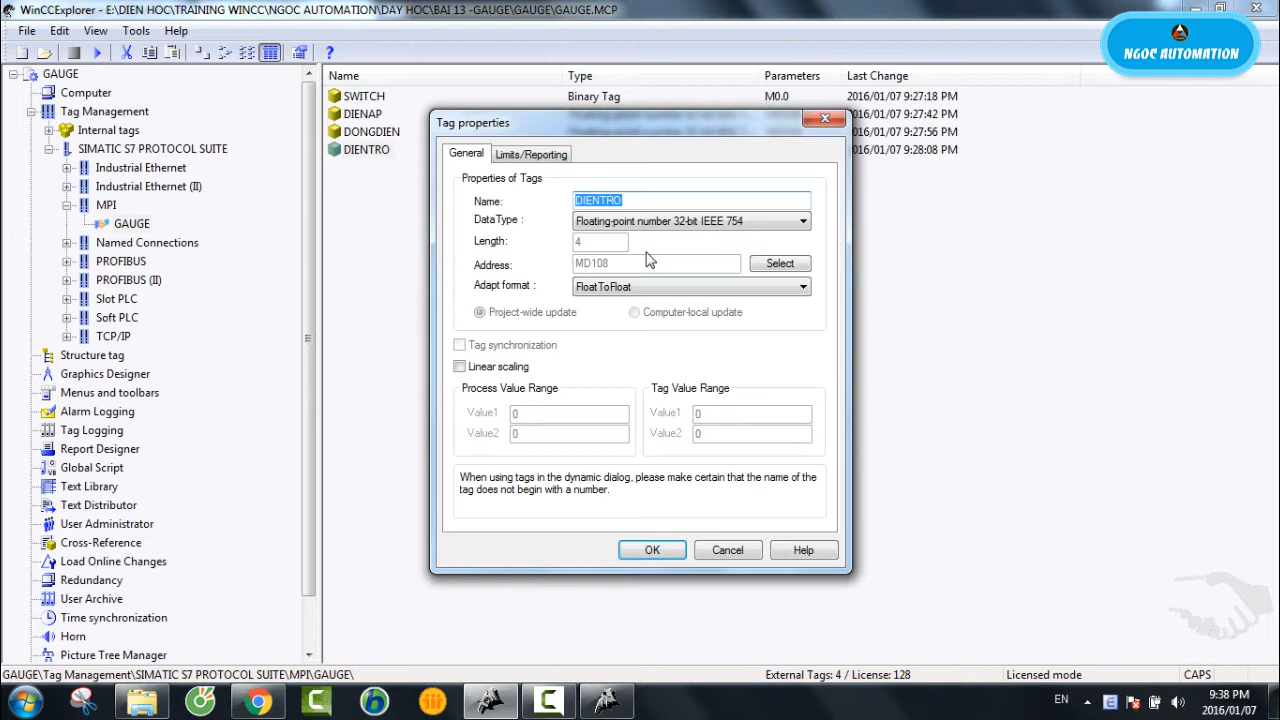 WinCCExplorer - E:\DIEN HOC\TRAINING WINCC\NGOC AUTOMATION\DAY HOC\BAI 13 -GAUGE\GAUGE\GAUGE.MCP
File Edit View Tools Help
NGOC AUTOMATION
GAUGE
Computer
Tag Management
Internal tags
SIMATIC S7 PROTOCOL SUITE
Industrial Ethernet
Industrial Ethernet (II)
MPI
GAUGE
Named Connections
PROFIBUS
PROFIBUS (II)
Slot PLC
Soft PLC
TCP/IP
Structure tag
Graphics Designer
Menus and toolbars
Alarm Logging
Tag Logging
Report Designer
Global Script
Text Library
Text Distributor
User Administrator
Cross-Reference
Load Online Changes
Redundancy
User Archive
Time synchronization
Horn
Picture Tree Manager
Name Type Parameters Last Change
SWITCH Binary Tag M0.0 2016/01/07 9:27:18 PM
DIENAP 2016/01/07 9:27:42 PM
DONGDIEN 2016/01/07 9:27:56 PM
DIENTRO 2016/01/07 9:28:08 PM
Tag properties
General Limits/Reporting
Properties of Tags
Name: DIENTRO
DataType : Floating-point number 32-bit IEEE 754
Length: 4
Address: MD108 Select
Adapt format : FloatToFloat
Project-wide update Computer-local update
Tag synchronization
Linear scaling
Process Value Range Tag Value Range
Value1 0 Value1 0
Value2 0 Value2 0
When using tags in the dynamic dialog, please make certain that the name of the
tag does not begin with a number.
OK Cancel Help
GAUGE\Tag Management\SIMATIC S7 PROTOCOL SUITE\MPI\GAUGE\ External Tags: 4 / License: 128 Licensed mode CAPS
EN 9:38 PM
2016/01/07